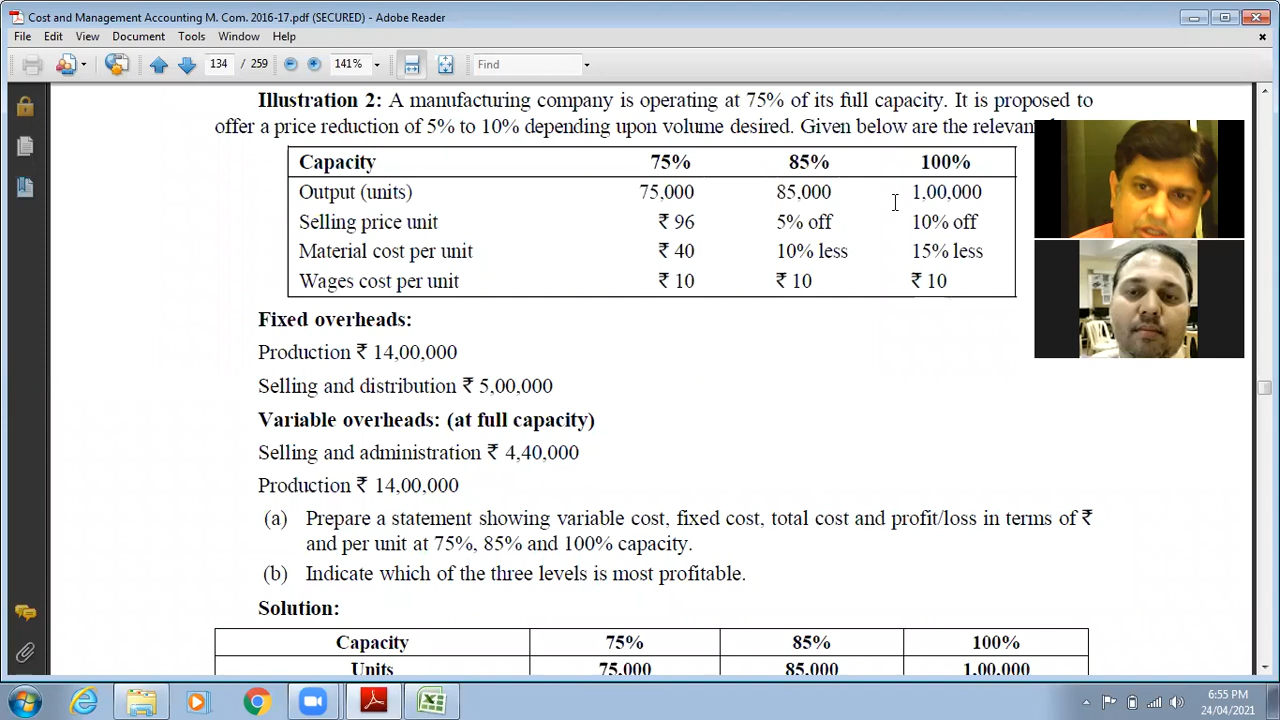 Cost and Management Accounting M. Com. 2016-17.pdf (SECURED) - Adobe Reader
File Edit View Document Tools Window Help
134 / 259 141% Find
Illustration 2: A manufacturing company is operating at 75% of its full capacity. It is proposed to
offer a price reduction of 5% to 10% depending upon volume desired. Given below are the
Capacity 75% 85% 100%
Output (units) 75,000 85,000 1,00,000
Selling price unit ₹ 96 5% off 10% off
Material cost per unit ₹ 40 10% less 15% less
Wages cost per unit ₹ 10 ₹ 10 ₹ 10
Fixed overheads:
Production ₹ 14,00,000
Selling and distribution ₹ 5,00,000
Variable overheads: (at full capacity)
Selling and administration ₹ 4,40,000
Production ₹ 14,00,000
(a) Prepare a statement showing variable cost, fixed cost, total cost and profit/loss in terms of ₹
and per unit at 75%, 85% and 100% capacity.
(b) Indicate which of the three levels is most profitable.
Solution:
Capacity 75% 85% 100%
Units 75,000 85,000 1,00,000
6:55 PM
24/04/2021